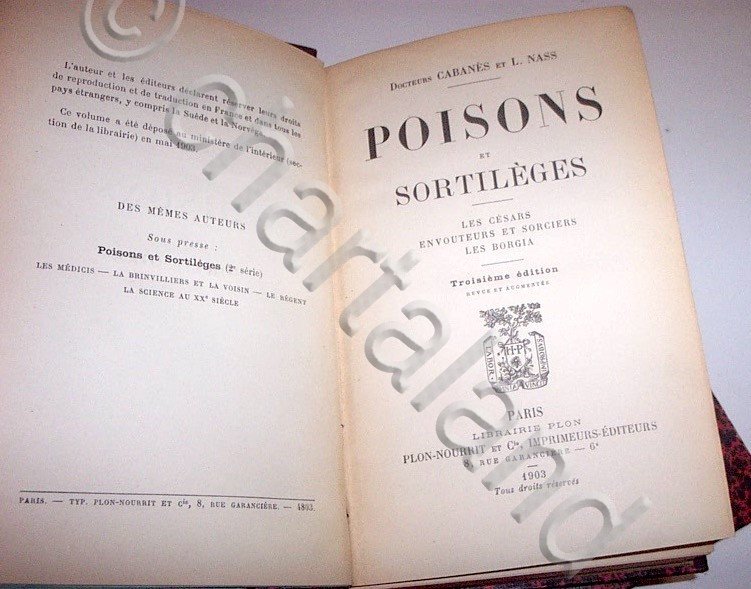 L'auteur et les éditeurs déclarent réserver leurs droits
de reproduction et de traduction en France et dans tous les
pays étrangers, y compris la Suède et la Norvège.
Ce volume a été déposé au ministère de l'intérieur (sec-
tion de la librairie) en mai 1903.
DES MÊMES AUTEURS
Sous presse :
Poisons et Sortilèges (2e série)
LES MÉDICIS — LA BRINVILLIERS ET LA VOISIN — LE RÉGENT
LA SCIENCE AU XXe SIÈCLE
PARIS. — TYP. PLON-NOURRIT ET Cie, 8, RUE GARANCIÈRE. — 4803.
DOCTEURS CABANÈS ET L. NASS
POISONS
ET
SORTILÈGES
LES CÉSARS
ENVOUTEURS ET SORCIERS
LES BORGIA
Troisième édition
REVUE ET AUGMENTÉE
LABOR
PARIS
LIBRAIRIE PLON
PLON-NOURRIT ET Cie, IMPRIMEURS-ÉDITEURS
8, RUE GARANCIÈRE — 6e
1903
Tous droits réservés
© chartaland